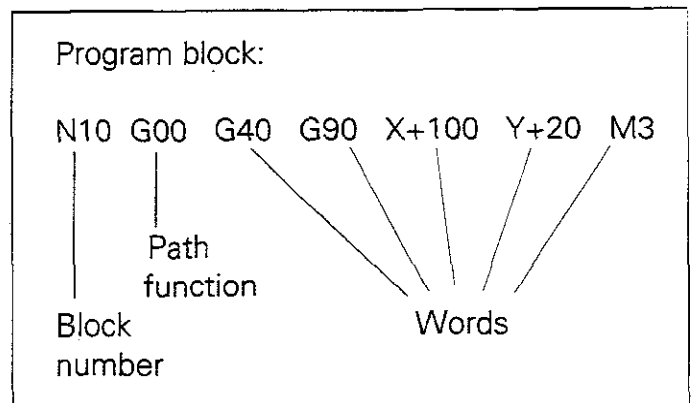 Program block:
N10 G00 G40 G90 X+100 Y+20 M3
Path
function
Block
number
Words